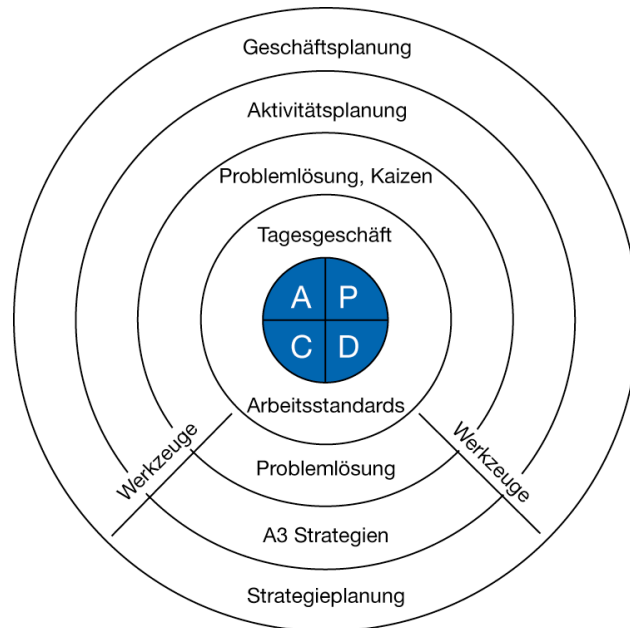 Geschäftsplanung
Aktivitätsplanung
Problemlösung, Kaizen
Tagesgeschäft
A P
C D
Arbeitsstandards
Werkzeuge
Werkzeuge
Problemlösung
A3 Strategien
Strategieplanung